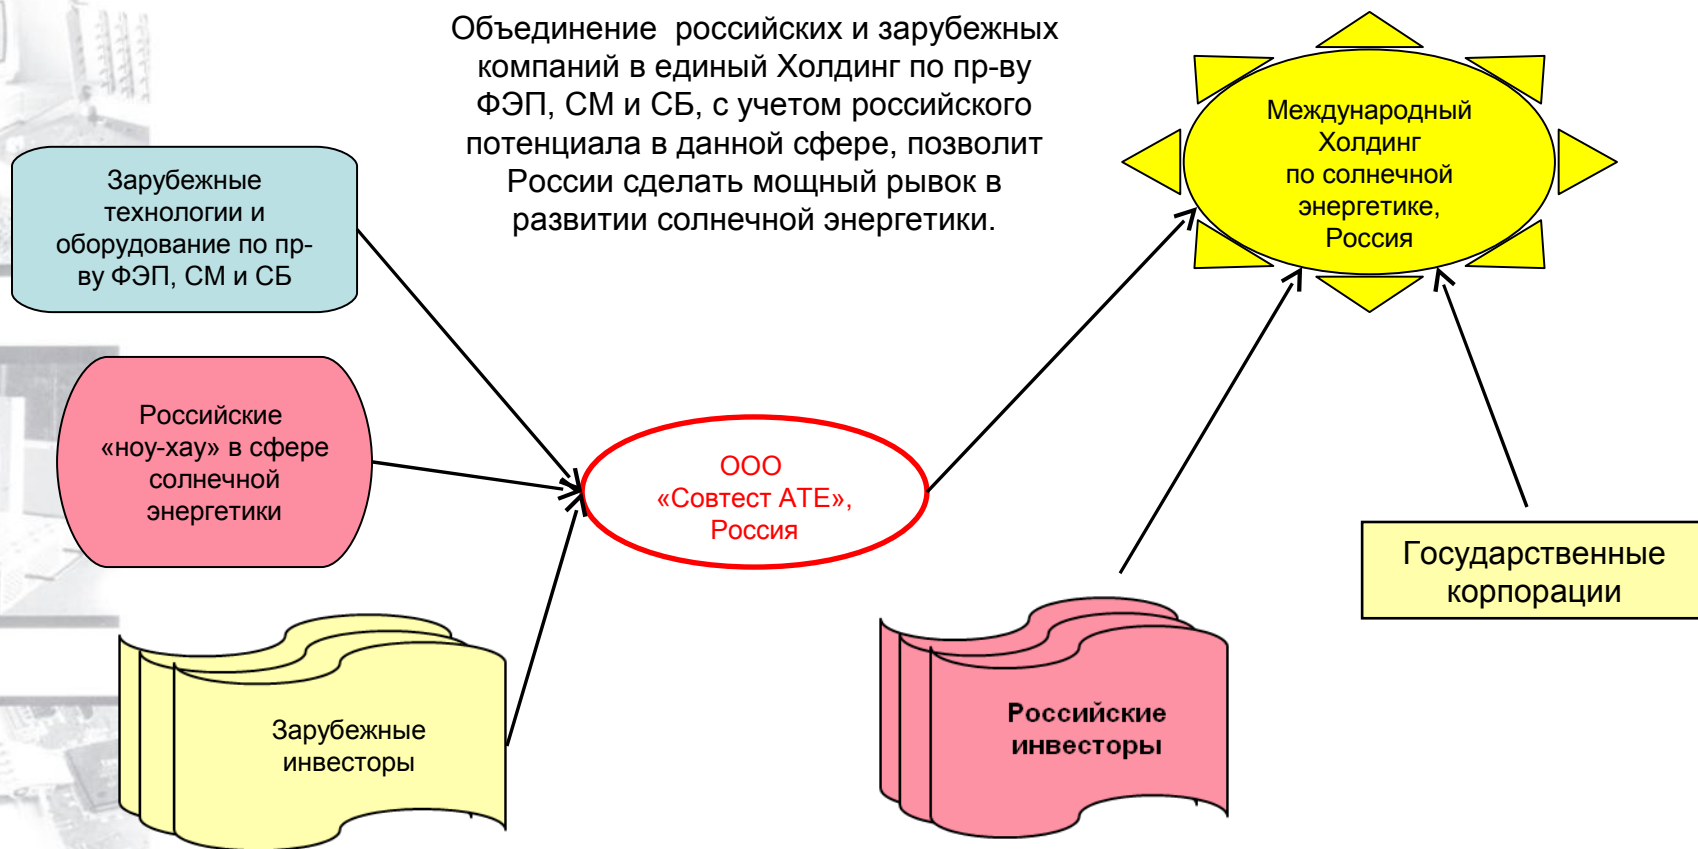 Объединение российских и зарубежных
компаний в единый Холдинг по пр-ву
ФЭП, СМ и СБ, с учетом российского
потенциала в данной сфере, позволит
России сделать мощный рывок в
развитии солнечной энергетики.
Международный
Холдинг
по солнечной
энергетике,
Россия
Зарубежные
технологии и
оборудование по пр-
ву ФЭП, СМ и СБ
Российские
«ноу-хау» в сфере
солнечной
энергетики
ООО
«Совтест АТЕ»,
Россия
Государственные
корпорации
Зарубежные
инвесторы
Российские
инвесторы